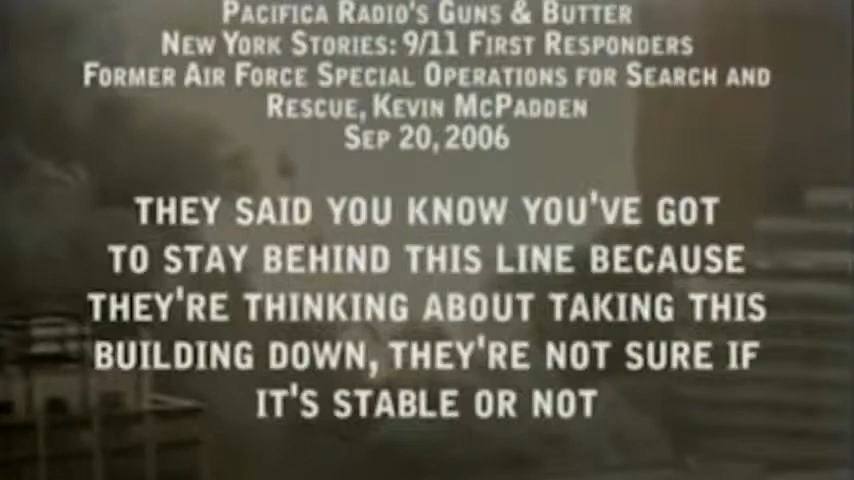 PACIFICA RADIO'S GUNS & BUTTER
NEW YORK STORIES: 9/11 FIRST RESPONDERS
FORMER AIR FORCE SPECIAL OPERATIONS FOR SEARCH AND
RESCUE, KEVIN MCPADDEN
SEP 20, 2006
THEY SAID YOU KNOW YOU'VE GOT
TO STAY BEHIND THIS LINE BECAUSE
THEY'RE THINKING ABOUT TAKING THIS
BUILDING DOWN, THEY'RE NOT SURE IF
IT'S STABLE OR NOT